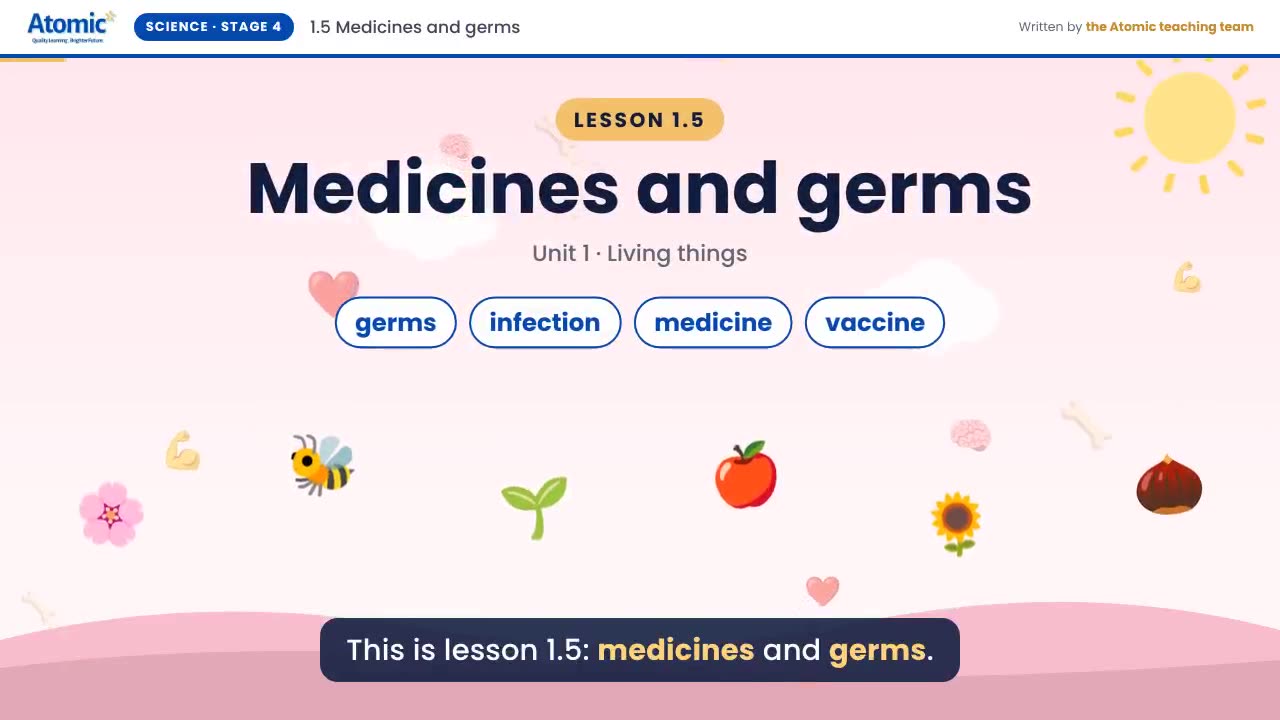 Atomic
Quality Learning · Brighter Future
SCIENCE · STAGE 4
1.5 Medicines and germs
Written by the Atomic teaching team
LESSON 1.5
Medicines and germs
Unit 1 · Living things
germs
infection
medicine
vaccine
This is lesson 1.5: medicines and germs.